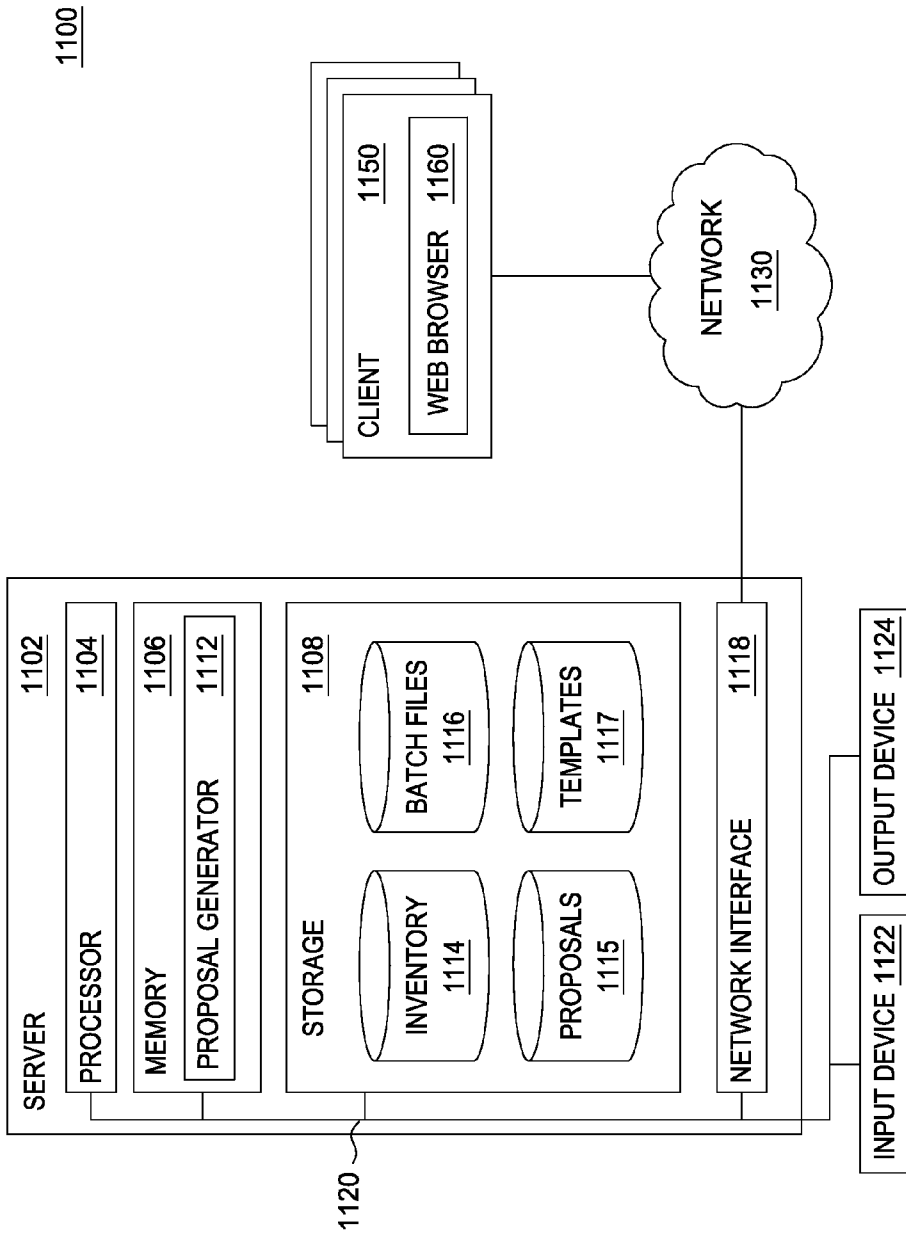 1100
SERVER 1102
PROCESSOR 1104
MEMORY 1106
PROPOSAL GENERATOR 1112
STORAGE 1108
INVENTORY
1114
BATCH FILES
1116
PROPOSALS
1115
TEMPLATES
1117
NETWORK INTERFACE 1118
1120
INPUT DEVICE 1122
OUTPUT DEVICE 1124
CLIENT 1150
WEB BROWSER 1160
NETWORK
1130